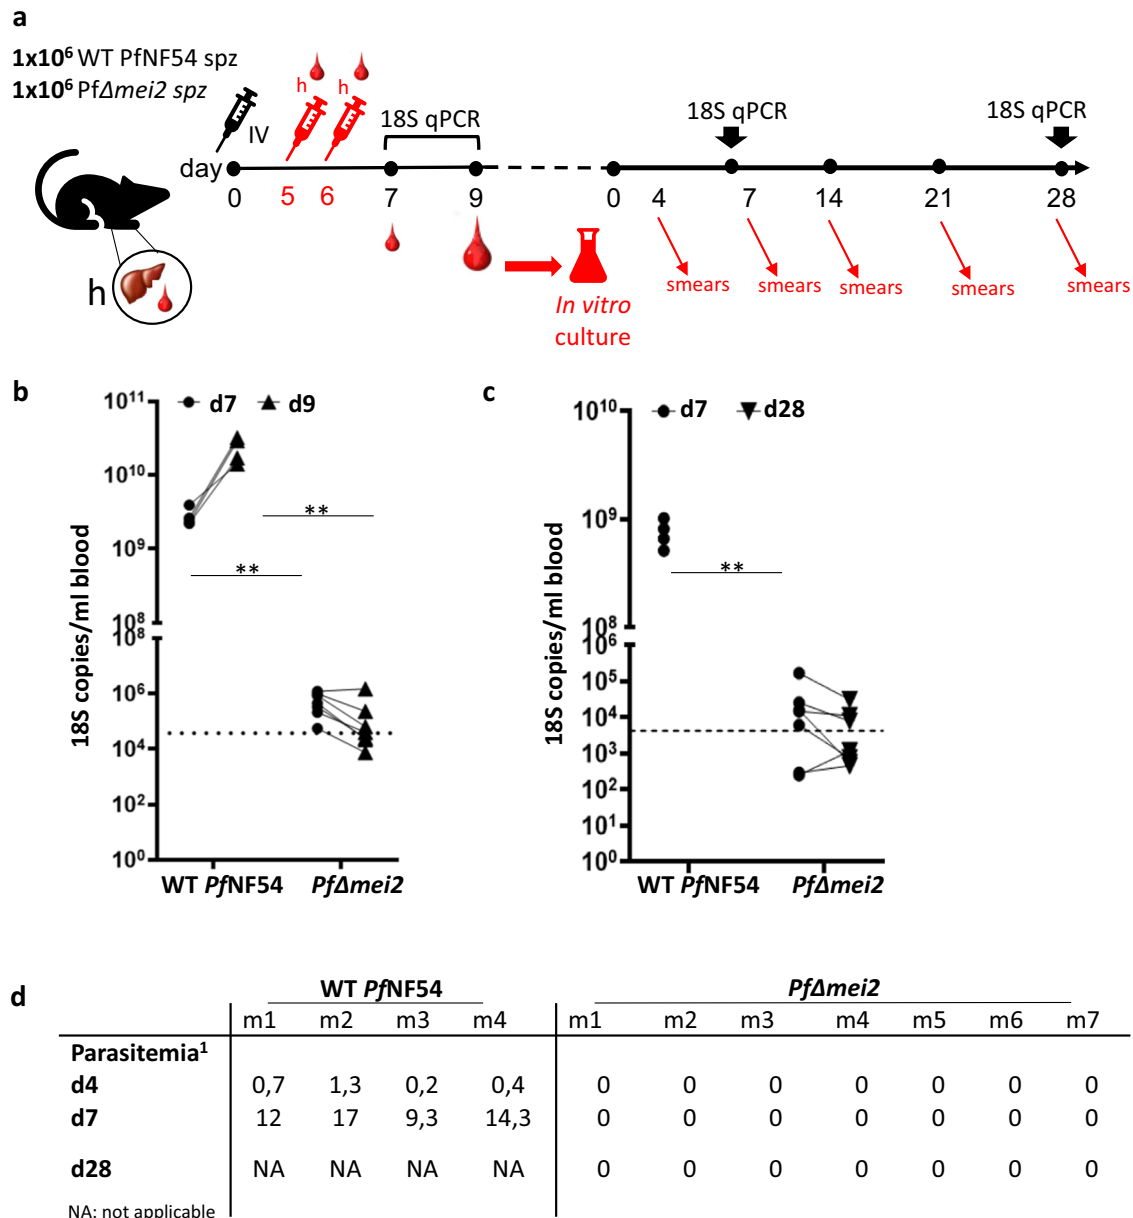 a
1x10⁶ WT PfNF54 spz
1x10⁶ PfΔmei2 spz
IV
h
h
18S qPCR
18S qPCR
18S qPCR
day
0
5
6
7
9
0
4
7
14
21
28
h
In vitro
culture
smears
smears
smears
smears
smears
b
d7
d9
18S copies/ml blood
10¹¹
10¹⁰
10⁹
10⁸
10⁸
10⁶
10⁴
10²
10⁰
**
**
WT PfNF54
PfΔmei2
c
d7
d28
18S copies/ml blood
10¹⁰
10⁹
10⁸
10⁶
10⁵
10⁴
10³
10²
10¹
10⁰
**
WT PfNF54
PfΔmei2
d
WT PfNF54 PfΔmei2
m1 m2 m3 m4 m1 m2 m3 m4 m5 m6 m7
Parasitemia¹
d4 0,7 1,3 0,2 0,4 0 0 0 0 0 0 0
d7 12 17 9,3 14,3 0 0 0 0 0 0 0
d28 NA NA NA NA 0 0 0 0 0 0 0
NA: not applicable